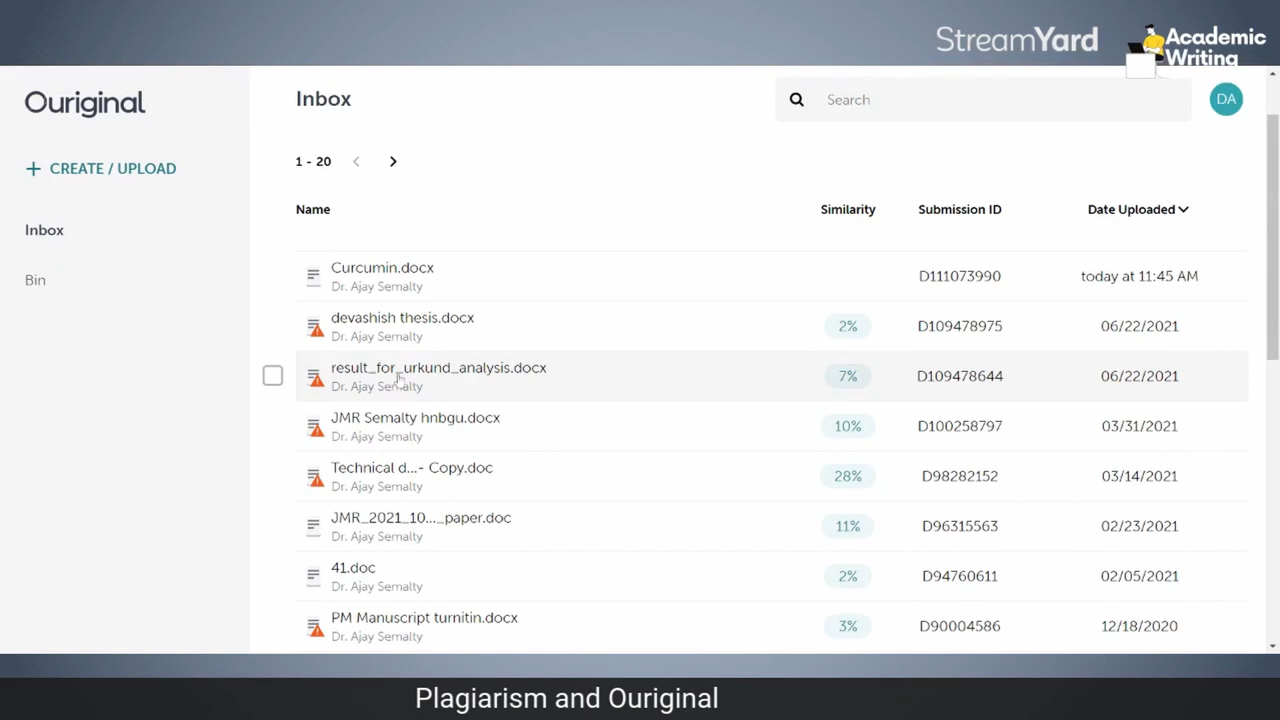 StreamYard
Academic
Writing
Ouriginal
Inbox
Search
DA
+ CREATE / UPLOAD
1 - 20
Inbox
Bin
Name Similarity Submission ID Date Uploaded
Curcumin.docx
Dr. Ajay Semalty
D111073990 today at 11:45 AM
devashish thesis.docx
Dr. Ajay Semalty
2% D109478975 06/22/2021
result_for_urkund_analysis.docx
Dr. Ajay Semalty
7% D109478644 06/22/2021
JMR Semalty hnbgu.docx
Dr. Ajay Semalty
10% D100258797 03/31/2021
Technical d...- Copy.doc
Dr. Ajay Semalty
28% D98282152 03/14/2021
JMR_2021_10..._paper.doc
Dr. Ajay Semalty
11% D96315563 02/23/2021
41.doc
Dr. Ajay Semalty
2% D94760611 02/05/2021
PM Manuscript turnitin.docx
Dr. Ajay Semalty
3% D90004586 12/18/2020
Plagiarism and Ouriginal